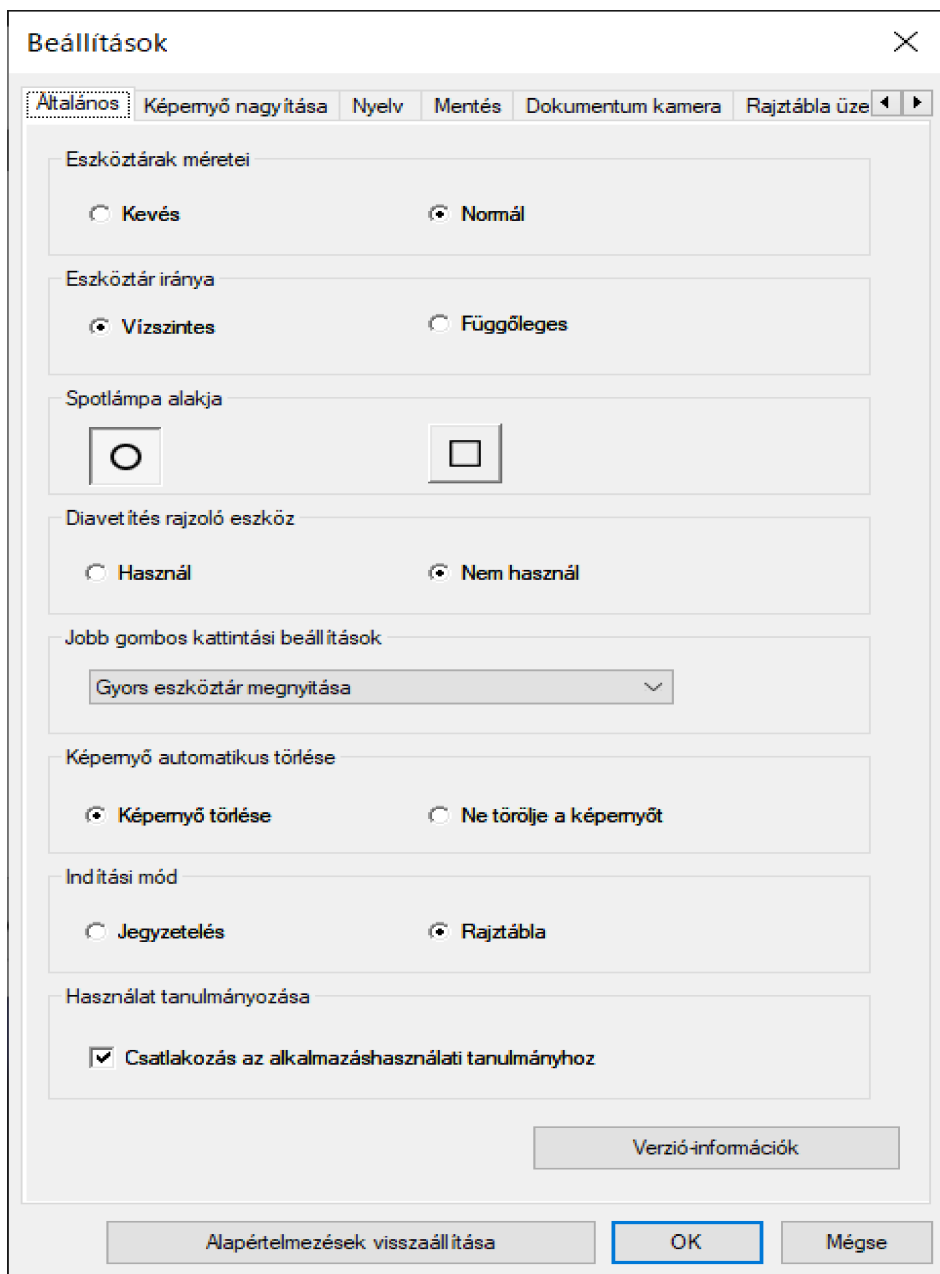 Beállítások
Általános Képernyő nagyítása Nyelv Mentés Dokumentum kamera Rajztábla üze
Eszköztárak méretei
Kevés Normál
Eszköztár iránya
Vízszintes Függőleges
Spotlámpa alakja
Diavetítés rajzoló eszköz
Használ Nem használ
Jobb gombos kattintási beállítások
Gyors eszköztár megnyitása
Képernyő automatikus törlése
Képernyő törlése Ne törölje a képernyőt
Indítási mód
Jegyzetelés Rajztábla
Használat tanulmányozása
Csatlakozás az alkalmazáshasználati tanulmányhoz
Verzió-információk
Alapértelmezések visszaállítása OK Mégse